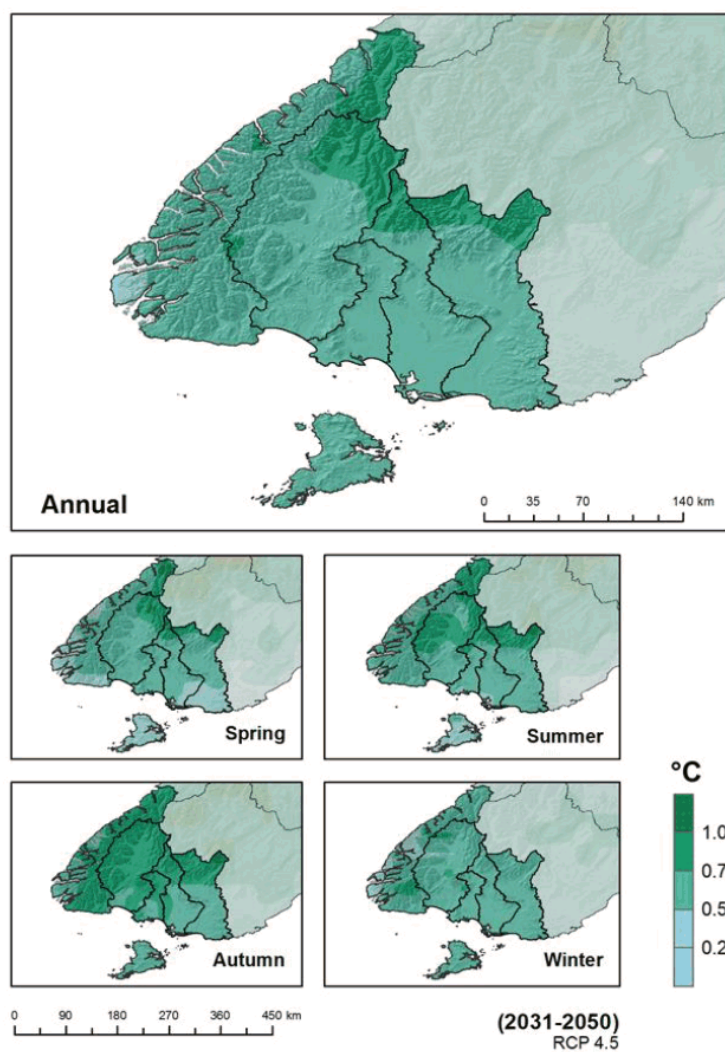 Annual
0 35 70 140 km
Spring
Summer
Autumn
Winter
°C
1.0
0.7
0.5
0.2
0 90 180 270 360 450 km
(2031-2050)
RCP 4.5